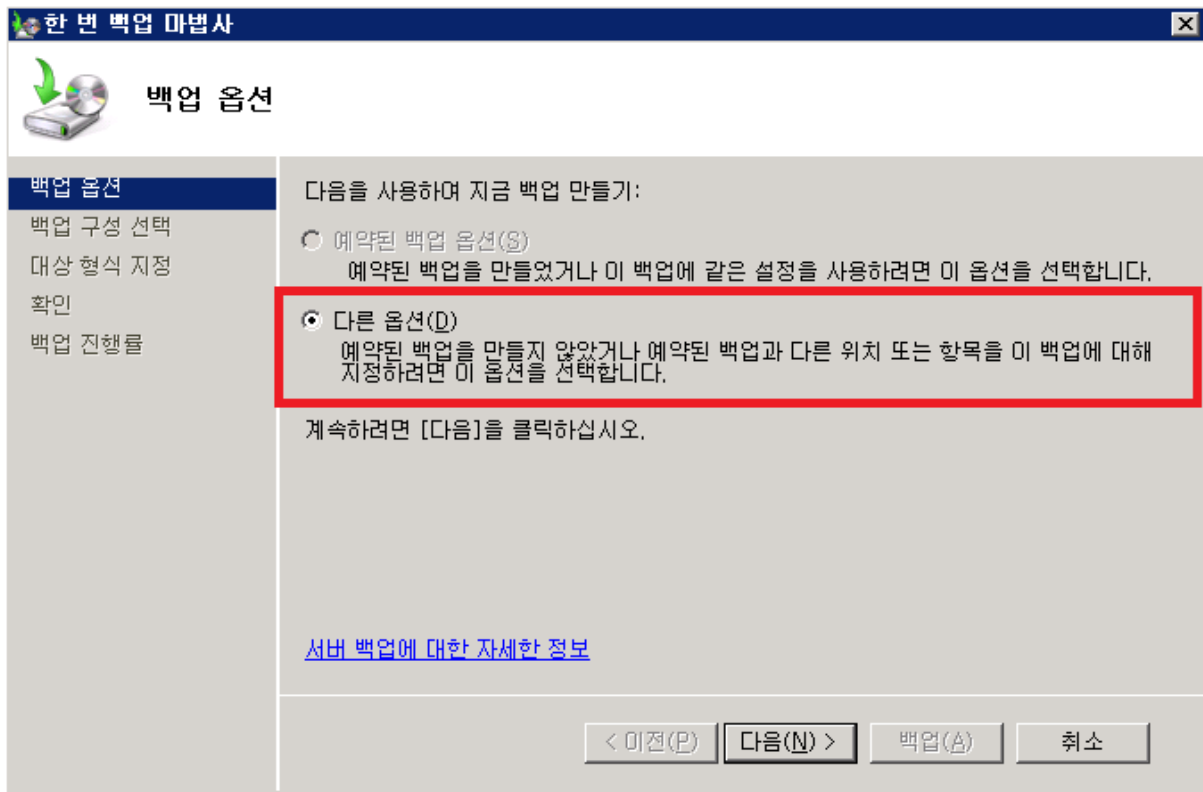 한 번 백업 마법사
백업 옵션
백업 옵션
백업 구성 선택
대상 형식 지정
확인
백업 진행률
다음을 사용하여 지금 백업 만들기:
예약된 백업 옵션(S)
예약된 백업을 만들었거나 이 백업에 같은 설정을 사용하려면 이 옵션을 선택합니다.
다른 옵션(D)
예약된 백업을 만들지 않았거나 예약된 백업과 다른 위치 또는 항목을 이 백업에 대해
지정하려면 이 옵션을 선택합니다.
계속하려면 [다음]을 클릭하십시오.
서버 백업에 대한 자세한 정보
< 이전(P) 다음(N) > 백업(A) 취소